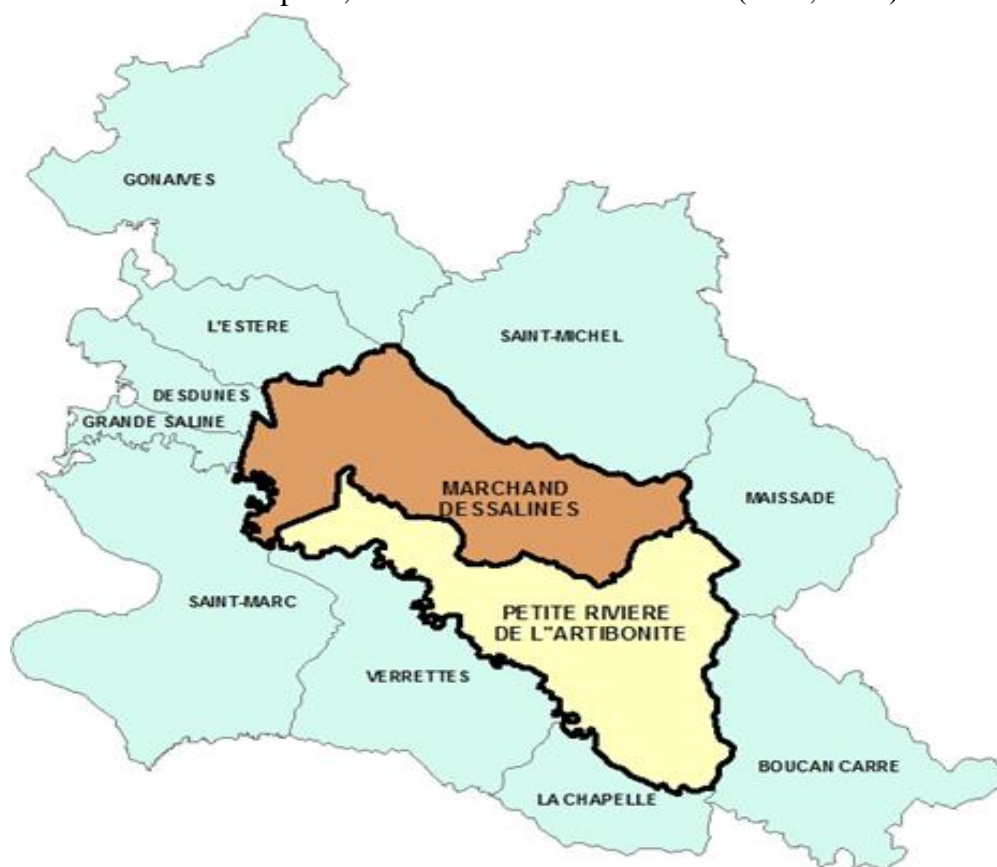 GONAIVES
L'ESTERE
SAINT-MICHEL
DESDUNES
GRANDE SALINE
MARCHAND
DESSALINES
MAISSADE
SAINT-MARC
PETITE RIVIERE
DE L"ARTIBONITE
VERRETTES
BOUCAN CARRE
LA CHAPELLE